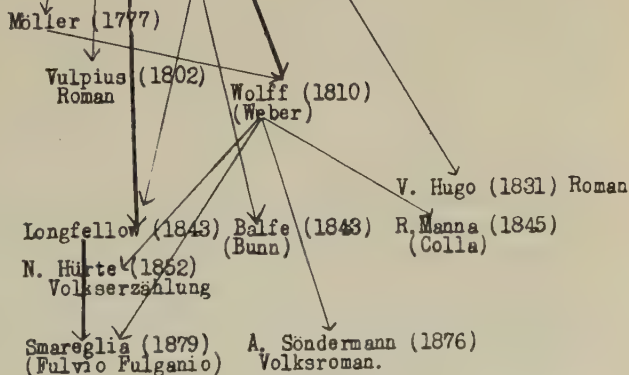 Möller (1777)
Vulpius (1802)
Roman
Wolff (1810)
(Weber)
V. Hugo (1831) Roman
Longfellow (1843) Balfe (1843) R. Manna (1845)
(Bunn) (Colla)
N. Hürte (1852)
Volkserzählung
Smareglia (1879) A. Söndermann (1876)
(Fulvio Fulganio) Volksroman.